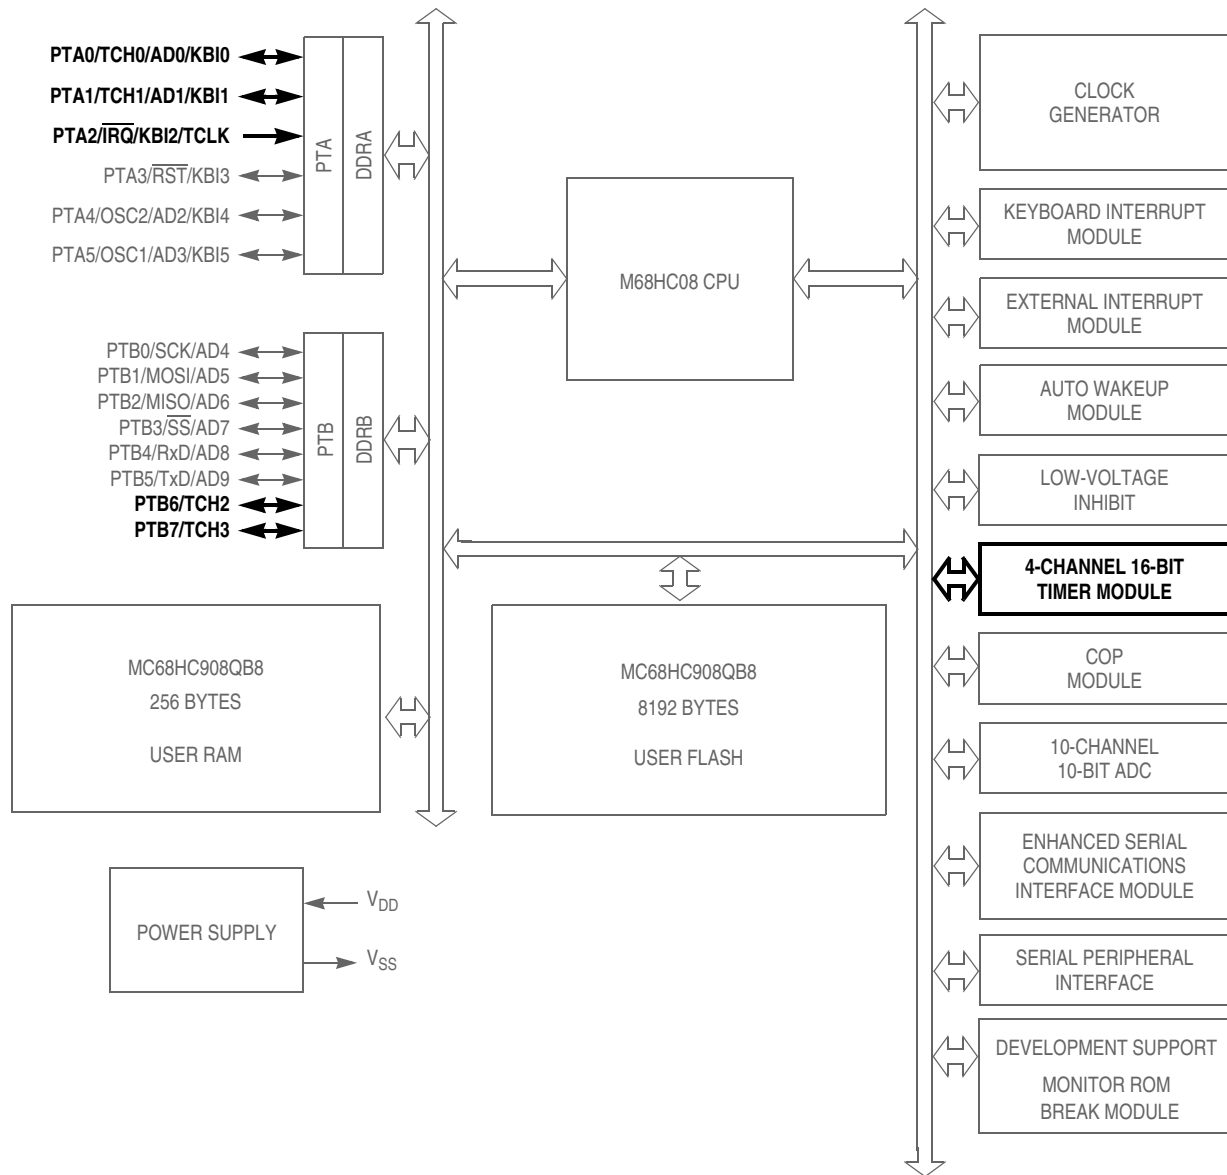 PTA0/TCH0/AD0/KBI0
PTA1/TCH1/AD1/KBI1
PTA2/IRQ/KBI2/TCLK
PTA3/RST/KBI3
PTA4/OSC2/AD2/KBI4
PTA5/OSC1/AD3/KBI5
PTA
DDRA
PTB0/SCK/AD4
PTB1/MOSI/AD5
PTB2/MISO/AD6
PTB3/SS/AD7
PTB4/RxD/AD8
PTB5/TxD/AD9
PTB6/TCH2
PTB7/TCH3
PTB
DDRB
M68HC08 CPU
MC68HC908QB8
256 BYTES
USER RAM
MC68HC908QB8
8192 BYTES
USER FLASH
POWER SUPPLY
VDD
VSS
CLOCK
GENERATOR
KEYBOARD INTERRUPT
MODULE
EXTERNAL INTERRUPT
MODULE
AUTO WAKEUP
MODULE
LOW-VOLTAGE
INHIBIT
4-CHANNEL 16-BIT
TIMER MODULE
COP
MODULE
10-CHANNEL
10-BIT ADC
ENHANCED SERIAL
COMMUNICATIONS
INTERFACE MODULE
SERIAL PERIPHERAL
INTERFACE
DEVELOPMENT SUPPORT
MONITOR ROM
BREAK MODULE